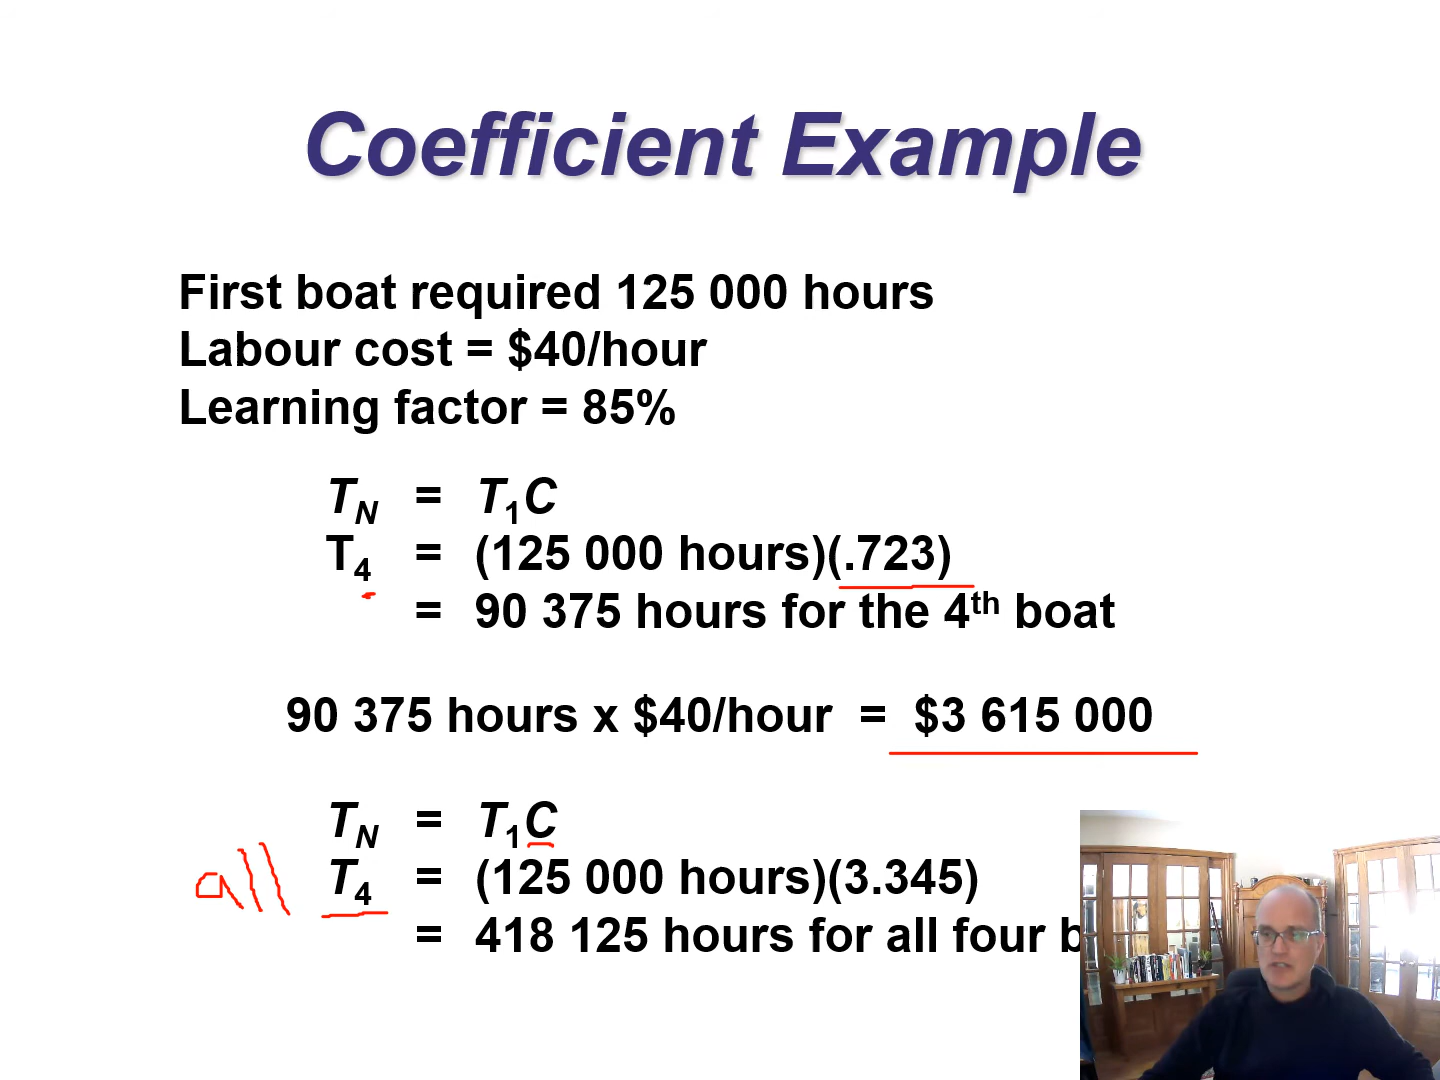 Coefficient Example
First boat required 125 000 hours
Labour cost = $40/hour
Learning factor = 85%
TN = T1C
T4 = (125 000 hours)(.723)
= 90 375 hours for the 4th boat
90 375 hours x $40/hour = $3 615 000
TN = T1C
all T4 = (125 000 hours)(3.345)
= 418 125 hours for all four b